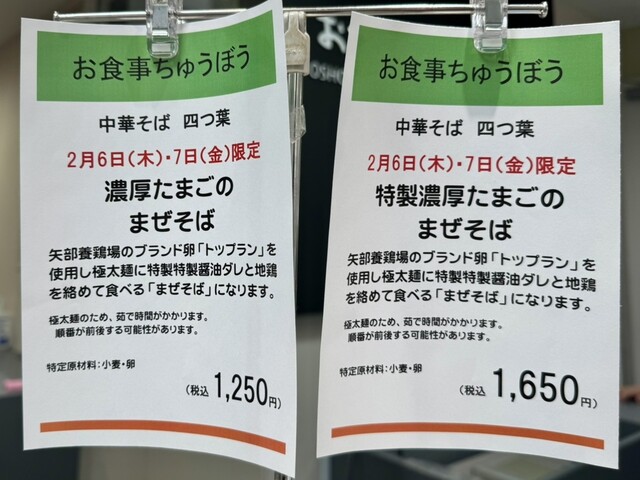 お食事ちゅうぼう
中華そば 四つ葉
2月6日(木)・7日(金)限定
濃厚たまごの
まぜそば
矢部養鶏場のブランド卵「トップラン」を
使用し極太麺に特製特製醤油ダレと地鶏
を絡めて食べる「まぜそば」になります。
極太麺のため、茹で時間がかかります。
順番が前後する可能性があります。
特定原材料:小麦・卵
(税込 1,250円)
お食事ちゅうぼう
中華そば 四つ葉
2月6日(木)・7日(金)限定
特製濃厚たまごの
まぜそば
矢部養鶏場のブランド卵「トップラン」を
使用し極太麺に特製特製醤油ダレと地鶏
を絡めて食べる「まぜそば」になります。
極太麺のため、茹で時間がかかります。
順番が前後する可能性があります。
特定原材料:小麦・卵
(税込 1,650円)